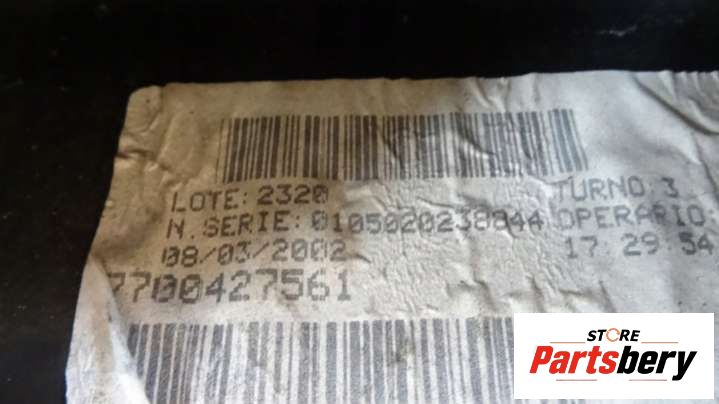 LOTE: 2320 TURNO: 3
N. SERIE: 0105020238844 OPERARIO:
08/03/2002 17 29 54
7700427561
STORE
Partsbery